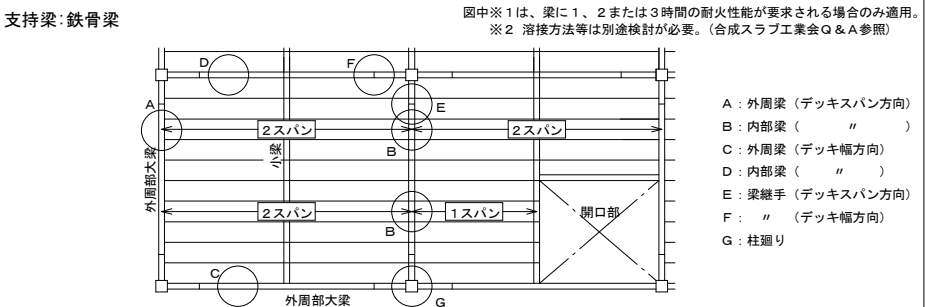 支持梁:鉄骨梁
図中※1は、梁に1、2または3時間の耐火性能が要求される場合のみ適用。
※2 溶接方法等は別途検討が必要。(合成スラブ工業会Q&A参照)
D
F
A
E
2スパン
2スパン
B
小梁
外周部大梁
2スパン
1スパン
開口部
B
C
外周部大梁
G
A:外周梁(デッキスパン方向)
B:内部梁( 〃 )
C:外周梁(デッキ幅方向)
D:内部梁( 〃 )
E:梁継手(デッキスパン方向)
F: 〃 (デッキ幅方向)
G:柱廻り